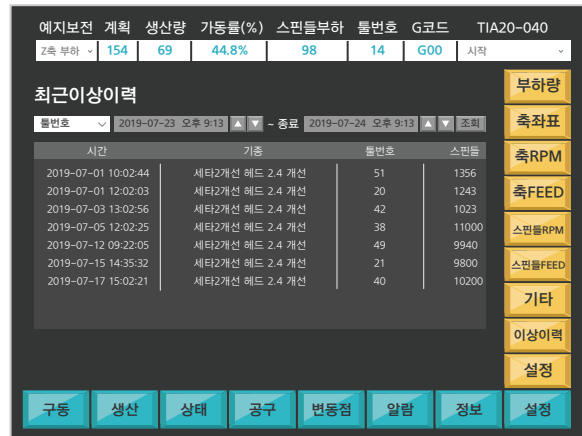 예지보전 계획 생산량 가동률(%) 스핀들부하 툴번호 G코드 TIA20-040
Z축 부하 154 69 44.8% 98 14 G00 시작
최근이상이력
툴번호 2019-07-23 오후 9:13 ▲ ▼ ~ 종료 2019-07-24 오후 9:13 ▲ ▼ 조회
시간 기종 툴번호 스핀들
2019-07-01 10:02:44 세타2개선 헤드 2.4 개선 51 1356
2019-07-01 12:02:03 세타2개선 헤드 2.4 개선 20 1243
2019-07-03 13:02:56 세타2개선 헤드 2.4 개선 42 1023
2019-07-05 12:02:25 세타2개선 헤드 2.4 개선 38 11000
2019-07-12 09:22:05 세타2개선 헤드 2.4 개선 49 9940
2019-07-15 14:35:32 세타2개선 헤드 2.4 개선 21 9800
2019-07-17 15:02:21 세타2개선 헤드 2.4 개선 40 10200
부하량
축좌표
축RPM
축FEED
스핀들RPM
스핀들FEED
기타
이상이력
설정
구동 생산 상태 공구 변동점 알람 정보 설정